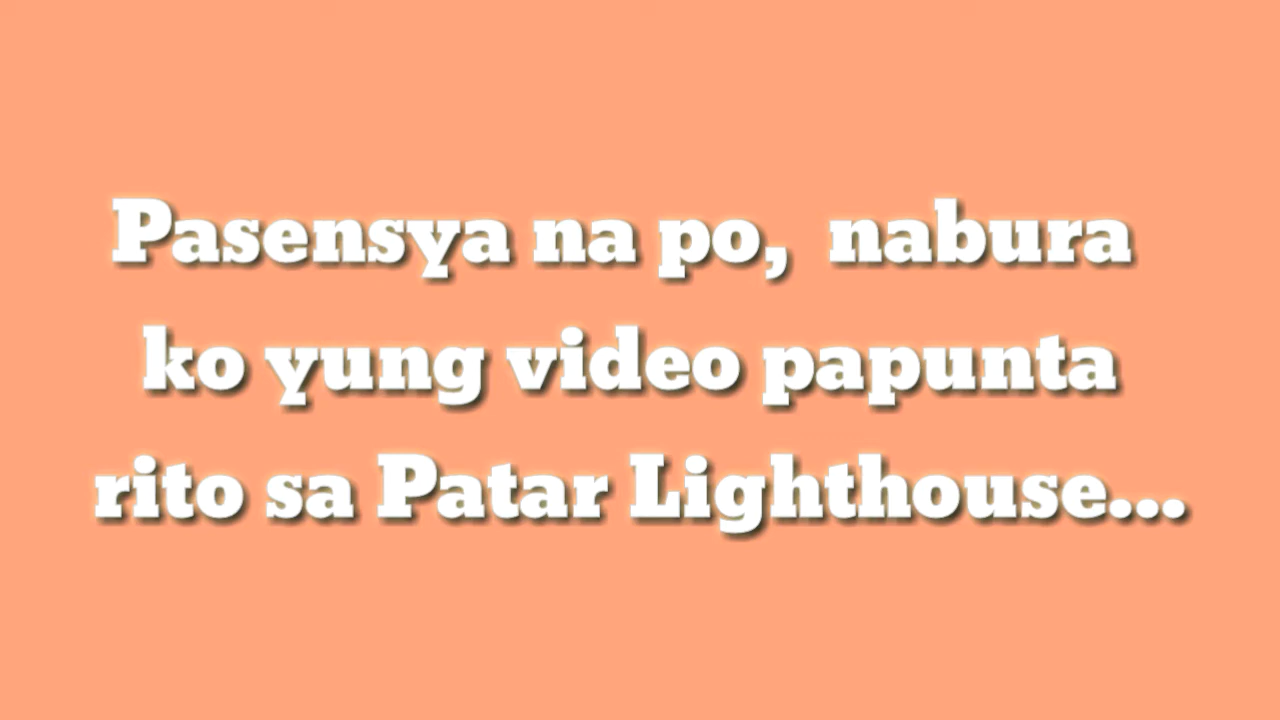 Pasensya na po, nabura
ko yung video papunta
rito sa Patar Lighthouse...